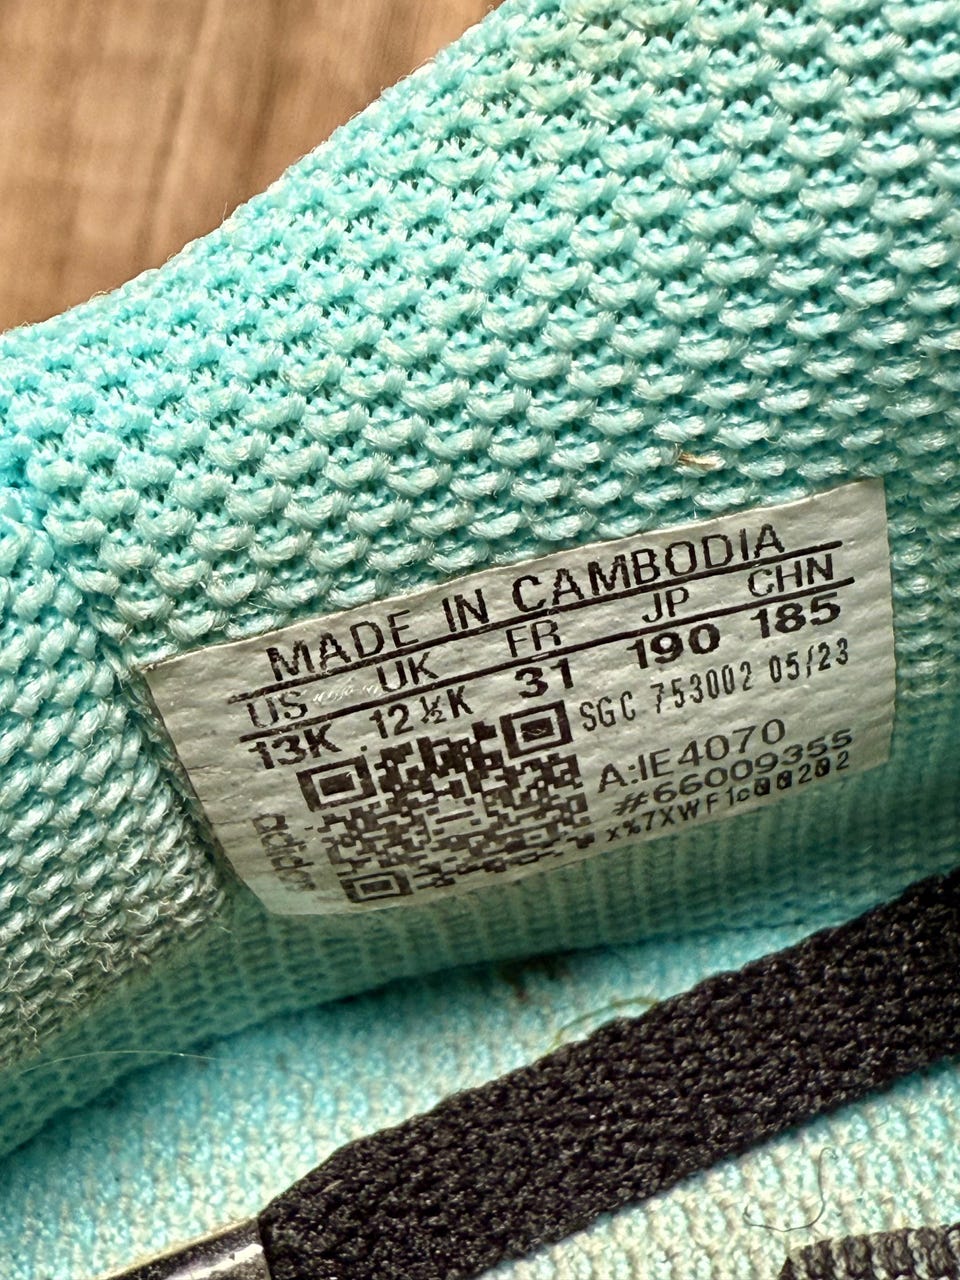 MADE IN CAMBODIA
US UK FR JP CHN
13K 12½K 31 190 185
SGC 753002 05/23
A:IE4070
#66009355
x%7XWF1c00202
adidas